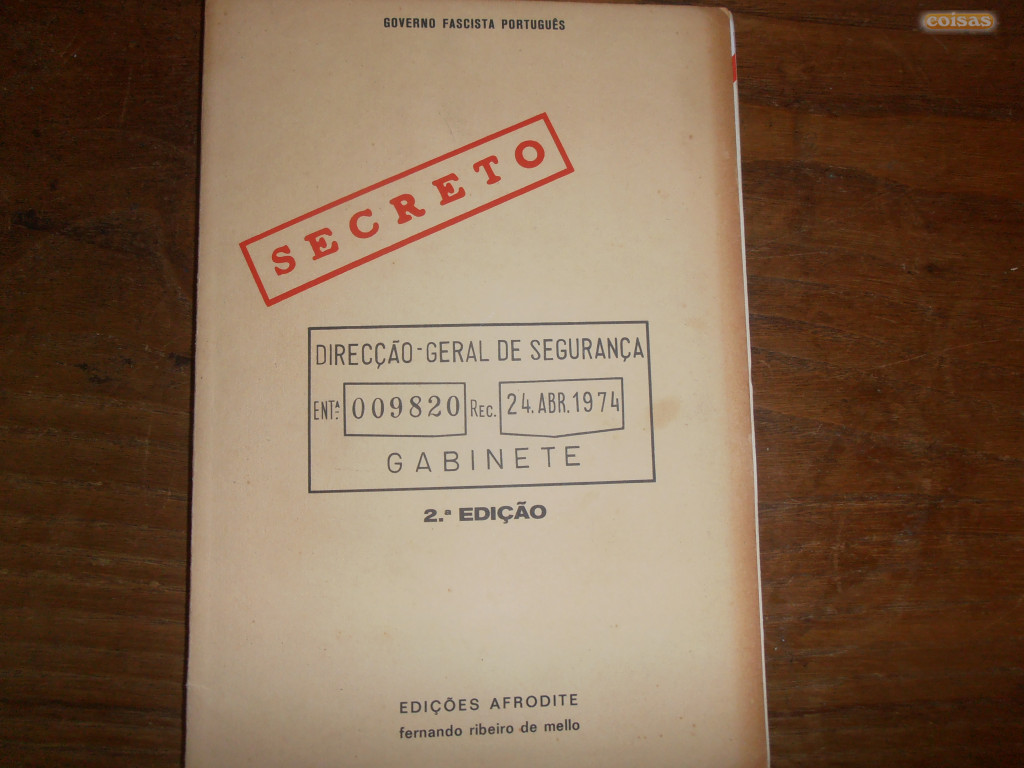 GOVERNO FASCISTA PORTUGUÊS
coisas
SECRETO
DIRECÇÃO-GERAL DE SEGURANÇA
ENTª. 009820 REC. 24. ABR. 1974
GABINETE
2.ª EDIÇÃO
EDIÇÕES AFRODITE
fernando ribeiro de mello